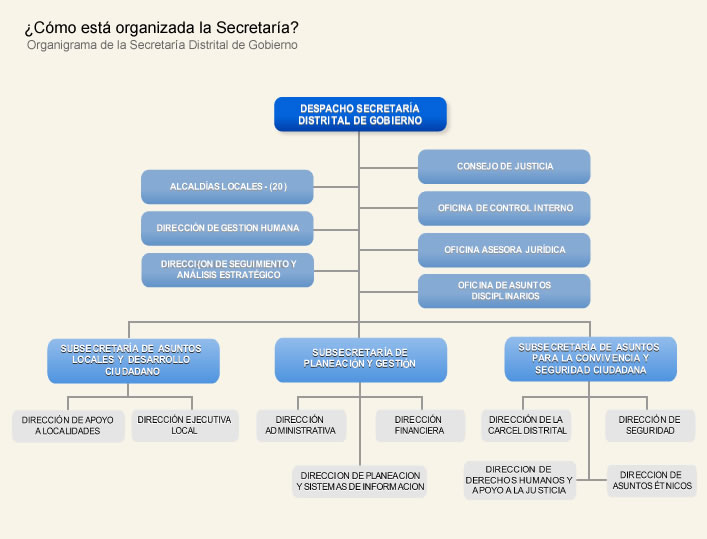 ¿Cómo está organizada la Secretaría?
Organigrama de la Secretaría Distrital de Gobierno
DESPACHO SECRETARÍA
DISTRITAL DE GOBIERNO
CONSEJO DE JUSTICIA
ALCALDÍAS LOCALES - (20)
OFICINA DE CONTROL INTERNO
DIRECCIÓN DE GESTION HUMANA
OFICINA ASESORA JURÍDICA
DIRECCI{ON DE SEGUIMIENTO Y
ANÁLISIS ESTRATÉGICO
OFICINA DE ASUNTOS
DISCIPLINARIOS
SUBSECRETARÍA DE ASUNTOS
LOCALES Y DESARROLLO
CIUDADANO
SUBSECRETARÍA DE
PLANEACIÓN Y GESTIÓN
SUBSECRETARÍA DE ASUNTOS
PARA LA CONVIVENCIA Y
SEGURIDAD CIUDADANA
DIRECCIÓN DE APOYO
A LOCALIDADES
DIRECCIÓN EJECUTIVA
LOCAL
DIRECCIÓN
ADMINISTRATIVA
DIRECCIÓN
FINANCIERA
DIRECCIÓN DE LA
CARCEL DISTRITAL
DIRECCIÓN DE
SEGURIDAD
DIRECCION DE PLANEACION
Y SISTEMAS DE INFORMACION
DIRECCION DE
DERECHOS HUMANOS Y
APOYO A LA JUSTICIA
DIRECCION DE
ASUNTOS ÉTNICOS